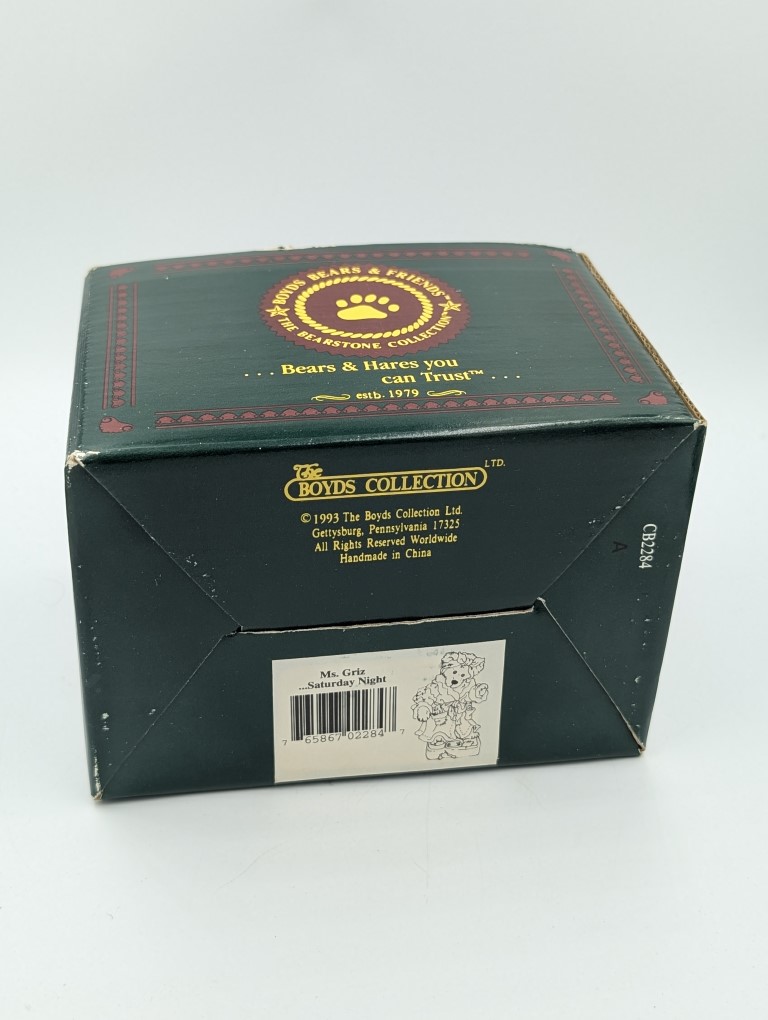 BOYDS BEARS & FRIENDS™
THE BEARSTONE COLLECTION™
. . . Bears & Hares you
can Trust™ . . .
estb. 1979
The
BOYDS COLLECTION LTD.
© 1993 The Boyds Collection Ltd.
Gettysburg, Pennsylvania 17325
All Rights Reserved Worldwide
Handmade in China
CB2284
A
Ms. Griz
...Saturday Night
7 65867 02284 7